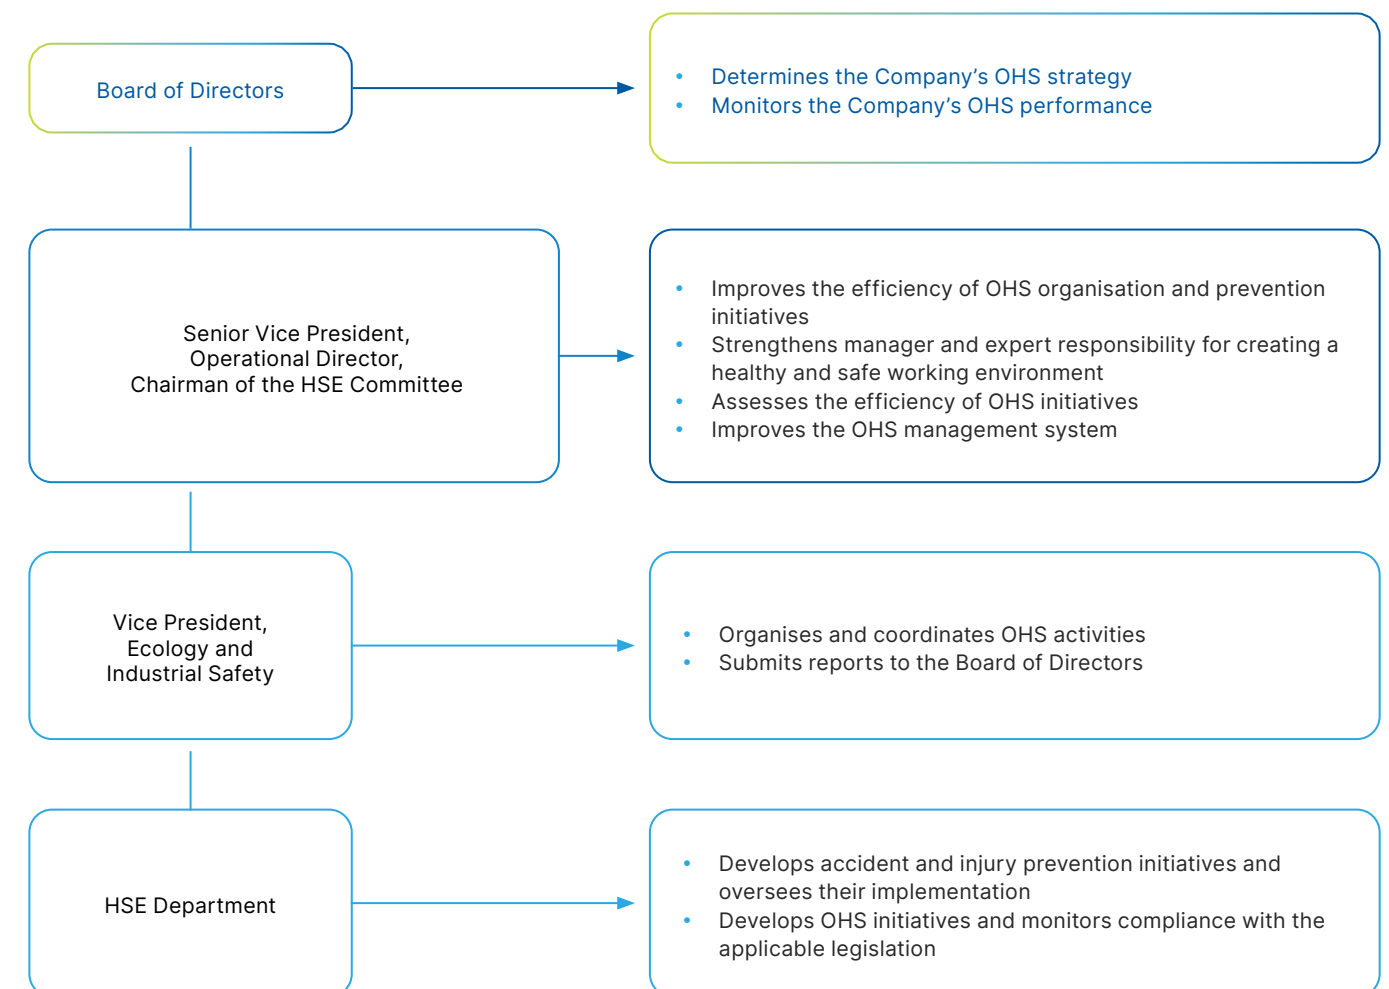 Board of Directors
• Determines the Company’s OHS strategy
• Monitors the Company’s OHS performance
Senior Vice President,
Operational Director,
Chairman of the HSE Committee
• Improves the efficiency of OHS organisation and prevention
initiatives
• Strengthens manager and expert responsibility for creating a
healthy and safe working environment
• Assesses the efficiency of OHS initiatives
• Improves the OHS management system
Vice President,
Ecology and
Industrial Safety
• Organises and coordinates OHS activities
• Submits reports to the Board of Directors
HSE Department
• Develops accident and injury prevention initiatives and
oversees their implementation
• Develops OHS initiatives and monitors compliance with the
applicable legislation